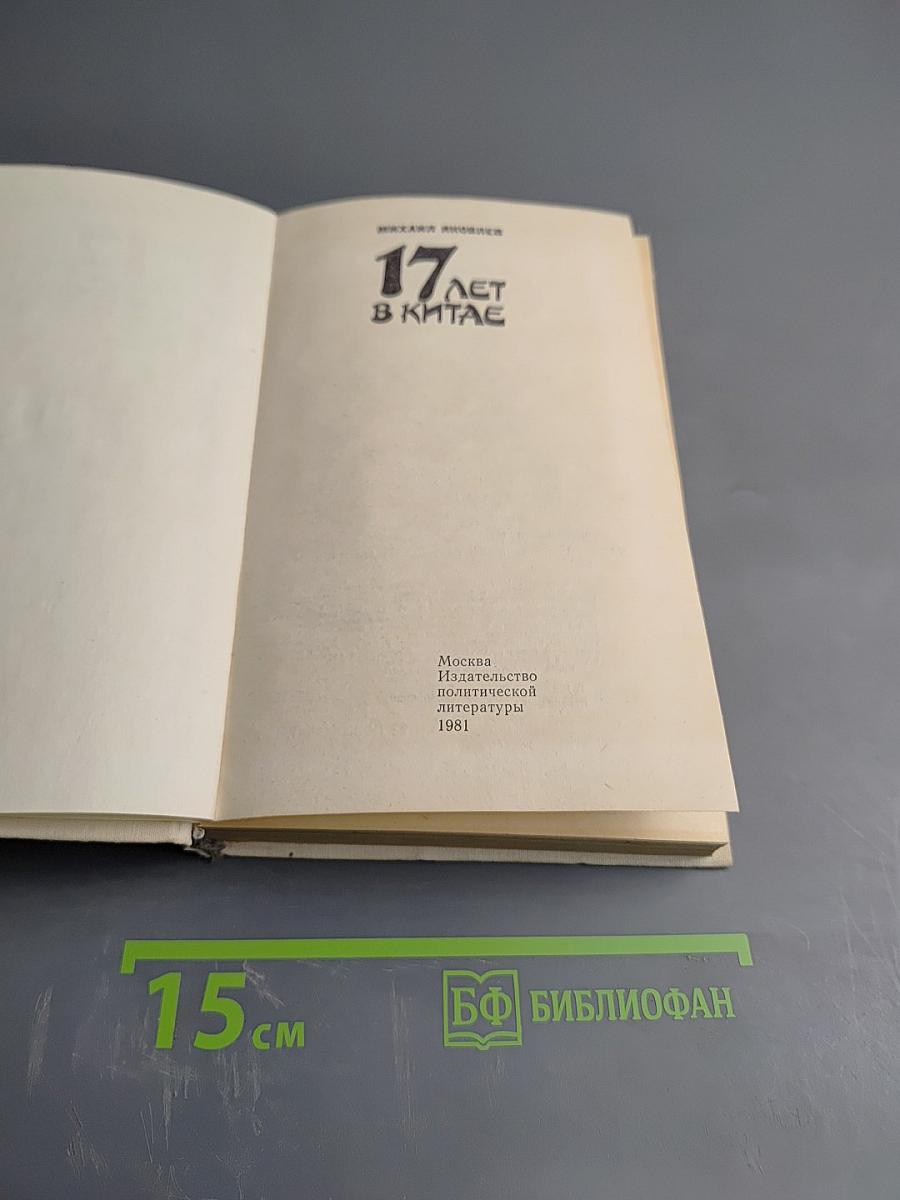 МИХАИЛ ЯКОВЛЕВ
17 ЛЕТ
В КИТАЕ
Москва
Издательство
политической
литературы
1981
15 см
БФ БИБЛИОФАН